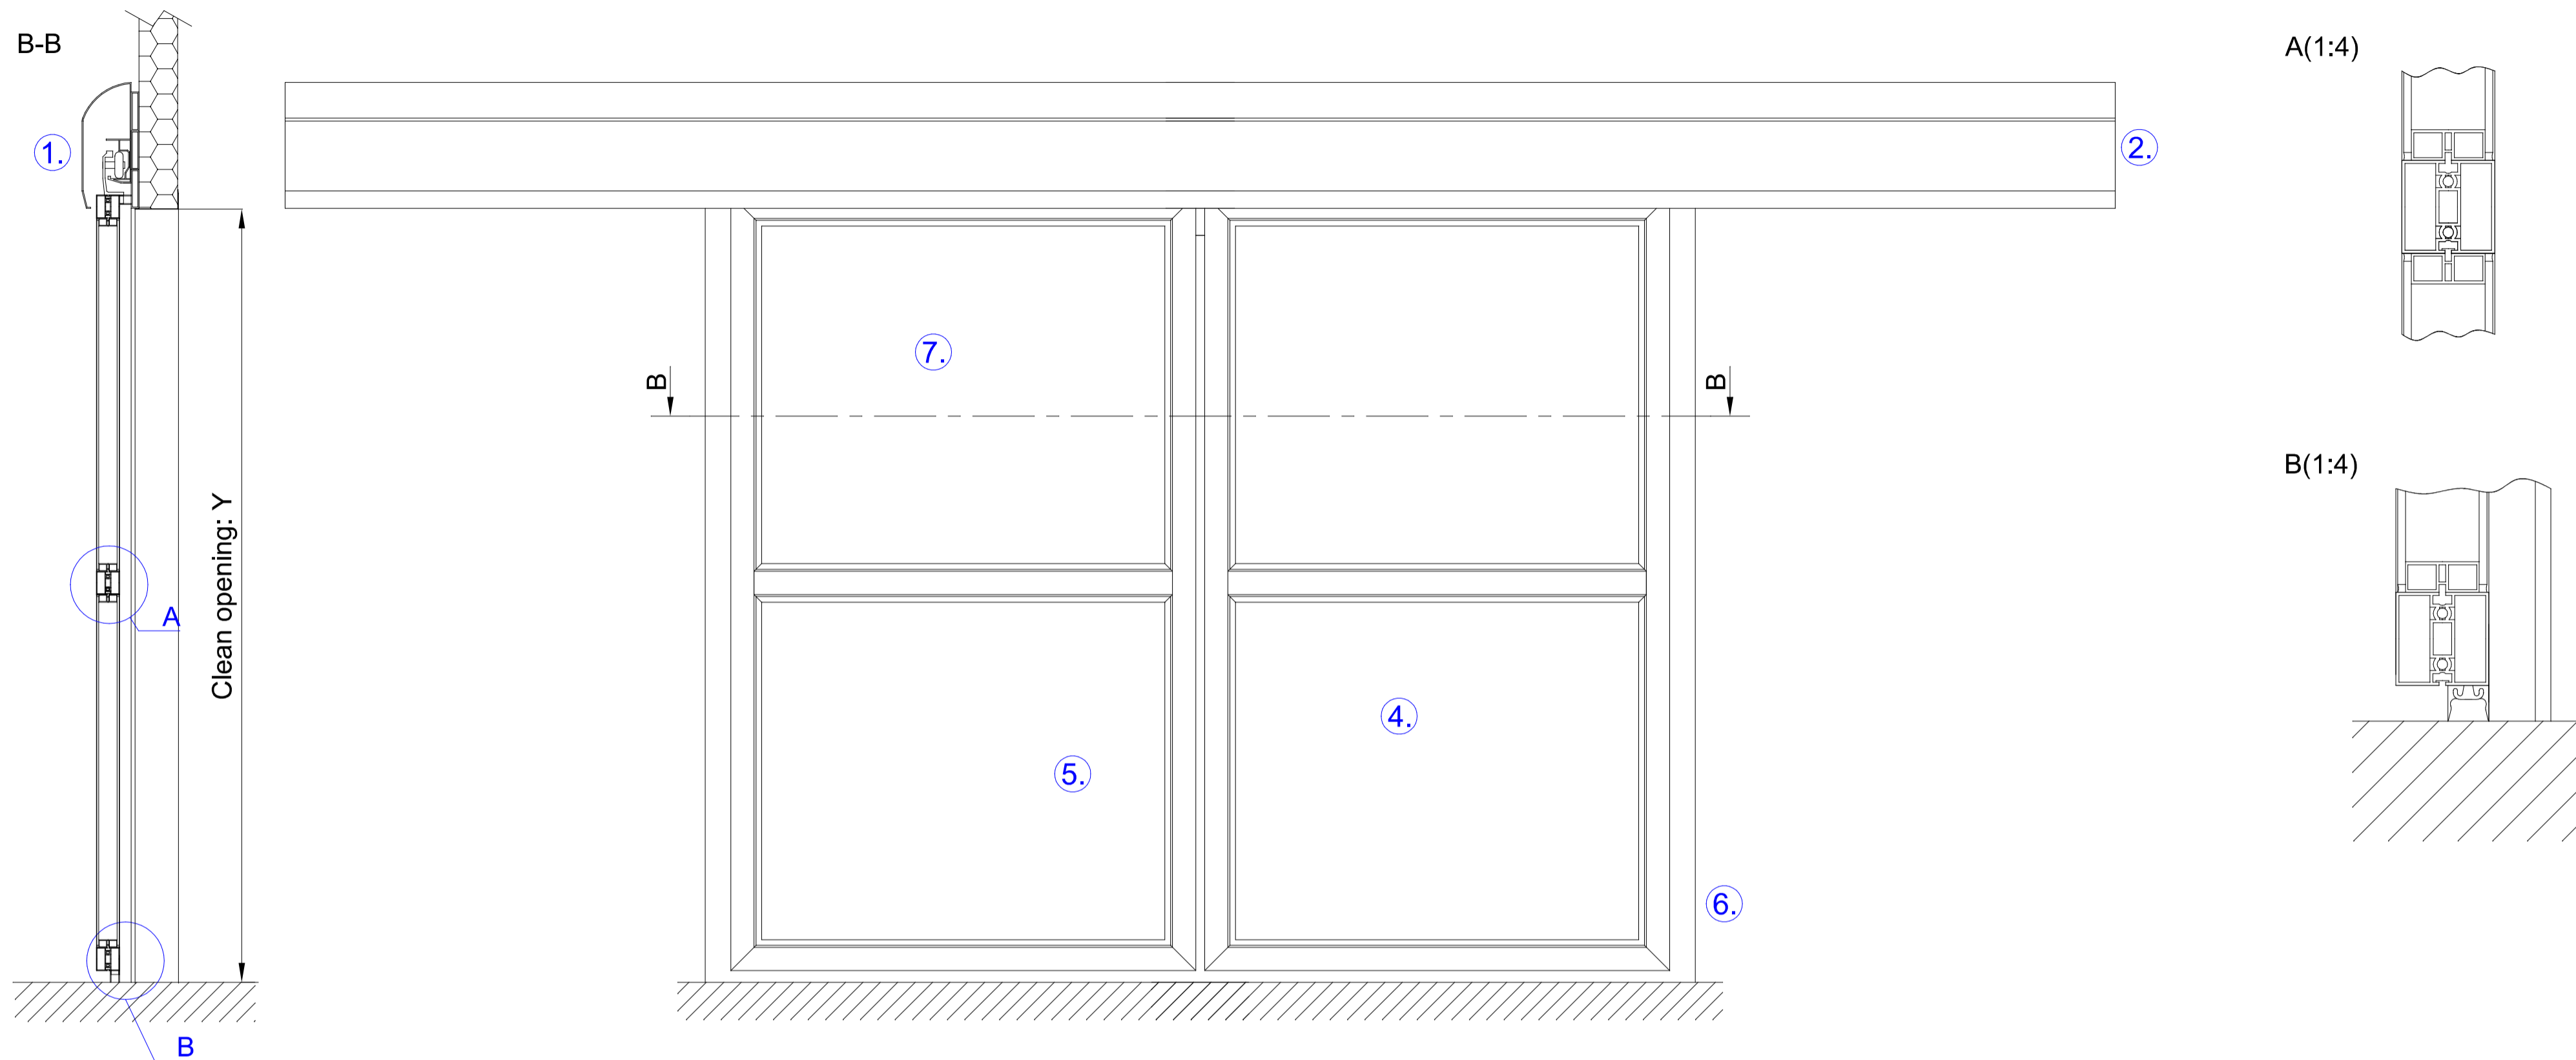 B-B
A(1:4)
1.
2.
7.
B
B
B(1:4)
Clean opening: Y
A
4.
5.
6.
B